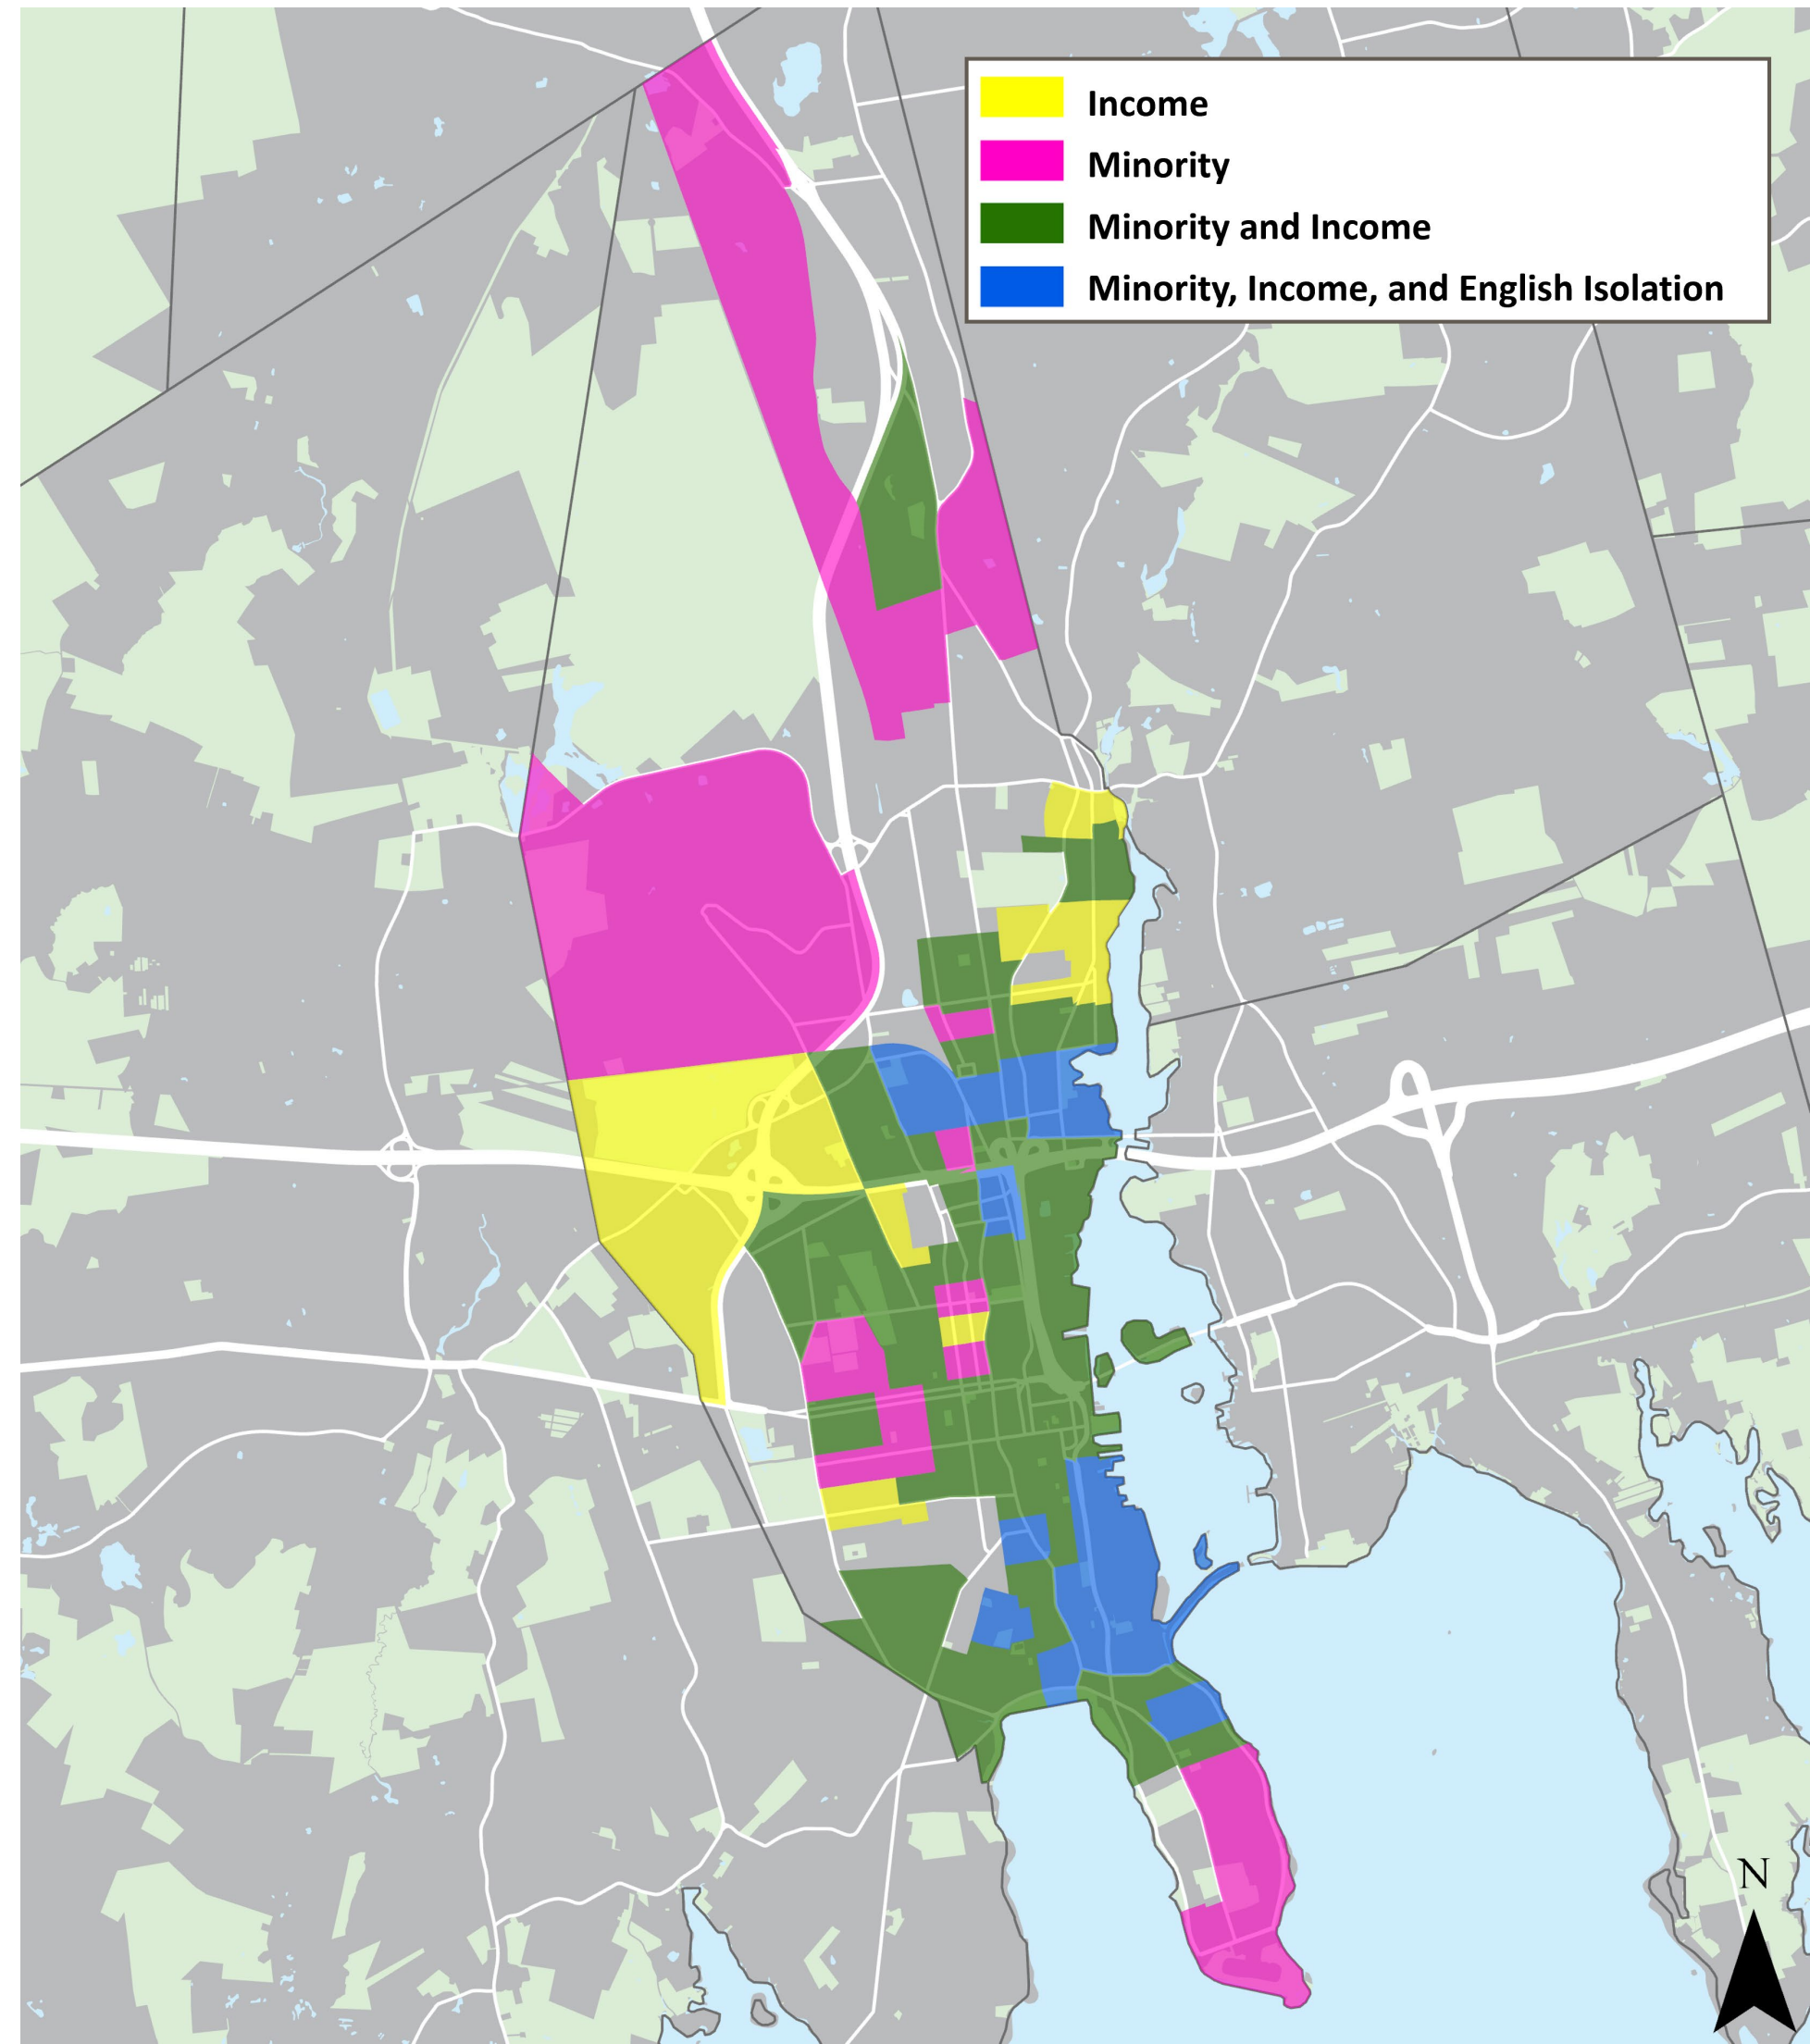 Income
Minority
Minority and Income
Minority, Income, and English Isolation
N